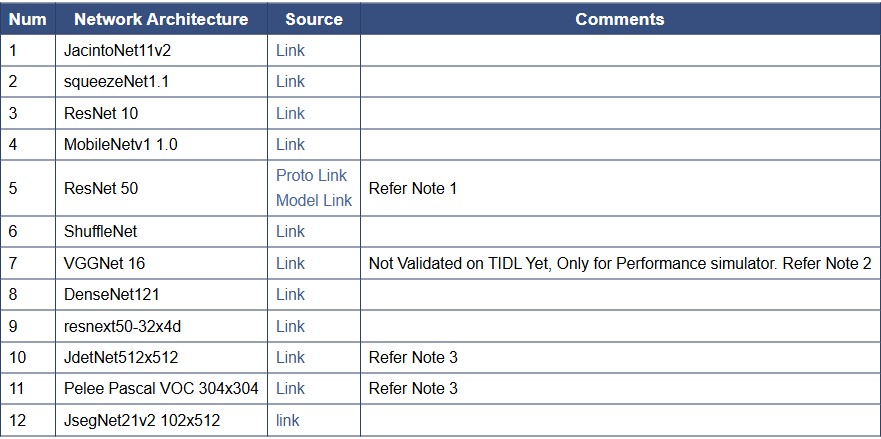 Num Network Architecture Source Comments
1 JacintoNet11v2 Link
2 squeezeNet1.1 Link
3 ResNet 10 Link
4 MobileNetv1 1.0 Link
5 ResNet 50 Proto Link
Model Link Refer Note 1
6 ShuffleNet Link
7 VGGNet 16 Link Not Validated on TIDL Yet, Only for Performance simulator. Refer Note 2
8 DenseNet121 Link
9 resnext50-32x4d Link
10 JdetNet512x512 Link Refer Note 3
11 Pelee Pascal VOC 304x304 Link Refer Note 3
12 JsegNet21v2 102x512 link